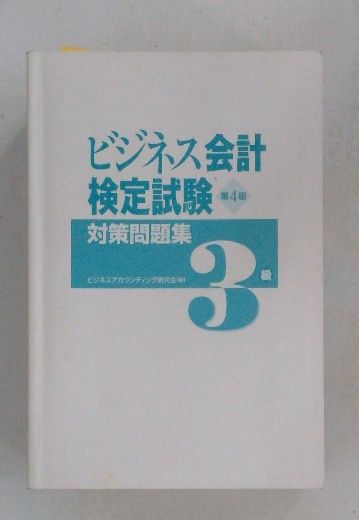 ビジネス会計
検定試験 第4版
対策問題集
ビジネスアカウンティング研究会(編)
3級